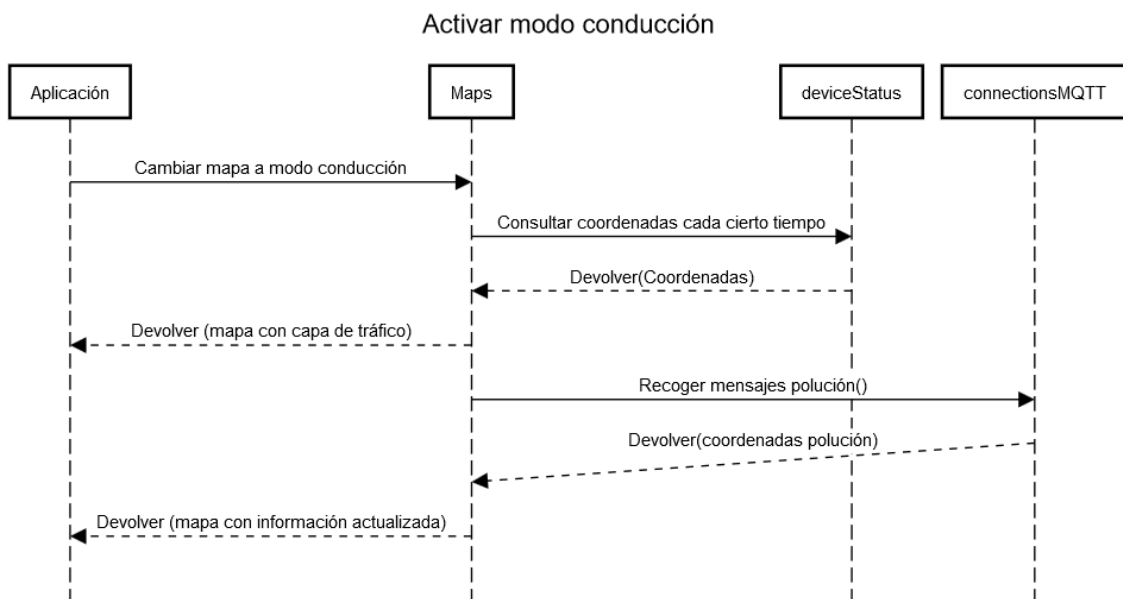 Activar modo conducción
Aplicación
Maps
deviceStatus
connectionsMQTT
Cambiar mapa a modo conducción
Consultar coordenadas cada cierto tiempo
Devolver(Coordenadas)
Devolver (mapa con capa de tráfico)
Recoger mensajes polución()
Devolver(coordenadas polución)
Devolver (mapa con información actualizada)